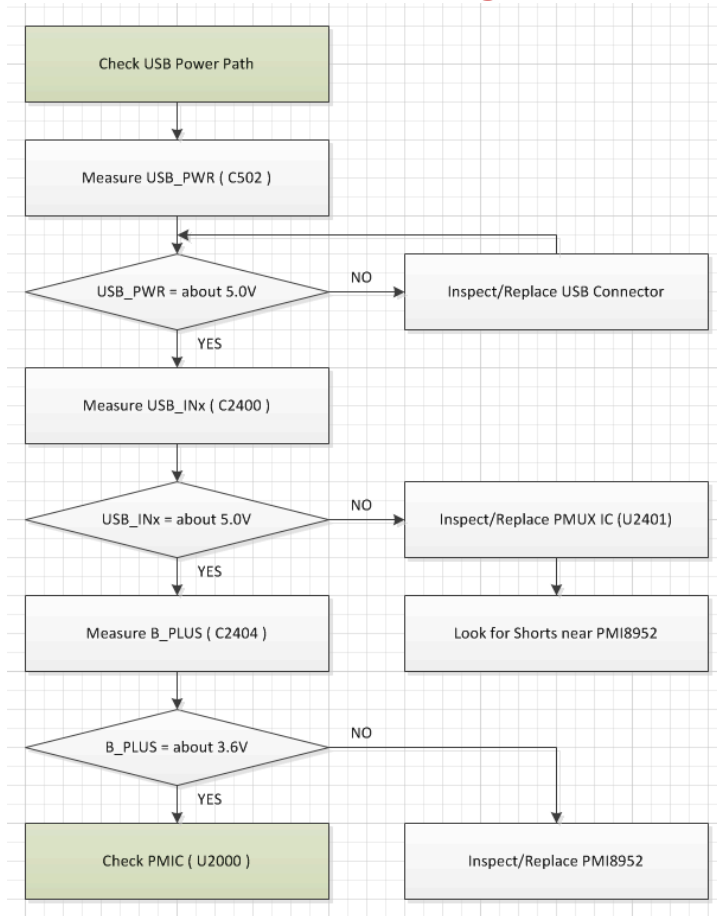 Check USB Power Path
Measure USB_PWR ( C502 )
USB_PWR = about 5.0V
NO
Inspect/Replace USB Connector
YES
Measure USB_INx ( C2400 )
USB_INx = about 5.0V
NO
Inspect/Replace PMUX IC (U2401)
YES
Measure B_PLUS ( C2404 )
Look for Shorts near PMI8952
B_PLUS = about 3.6V
NO
YES
Check PMIC ( U2000 )
Inspect/Replace PMI8952